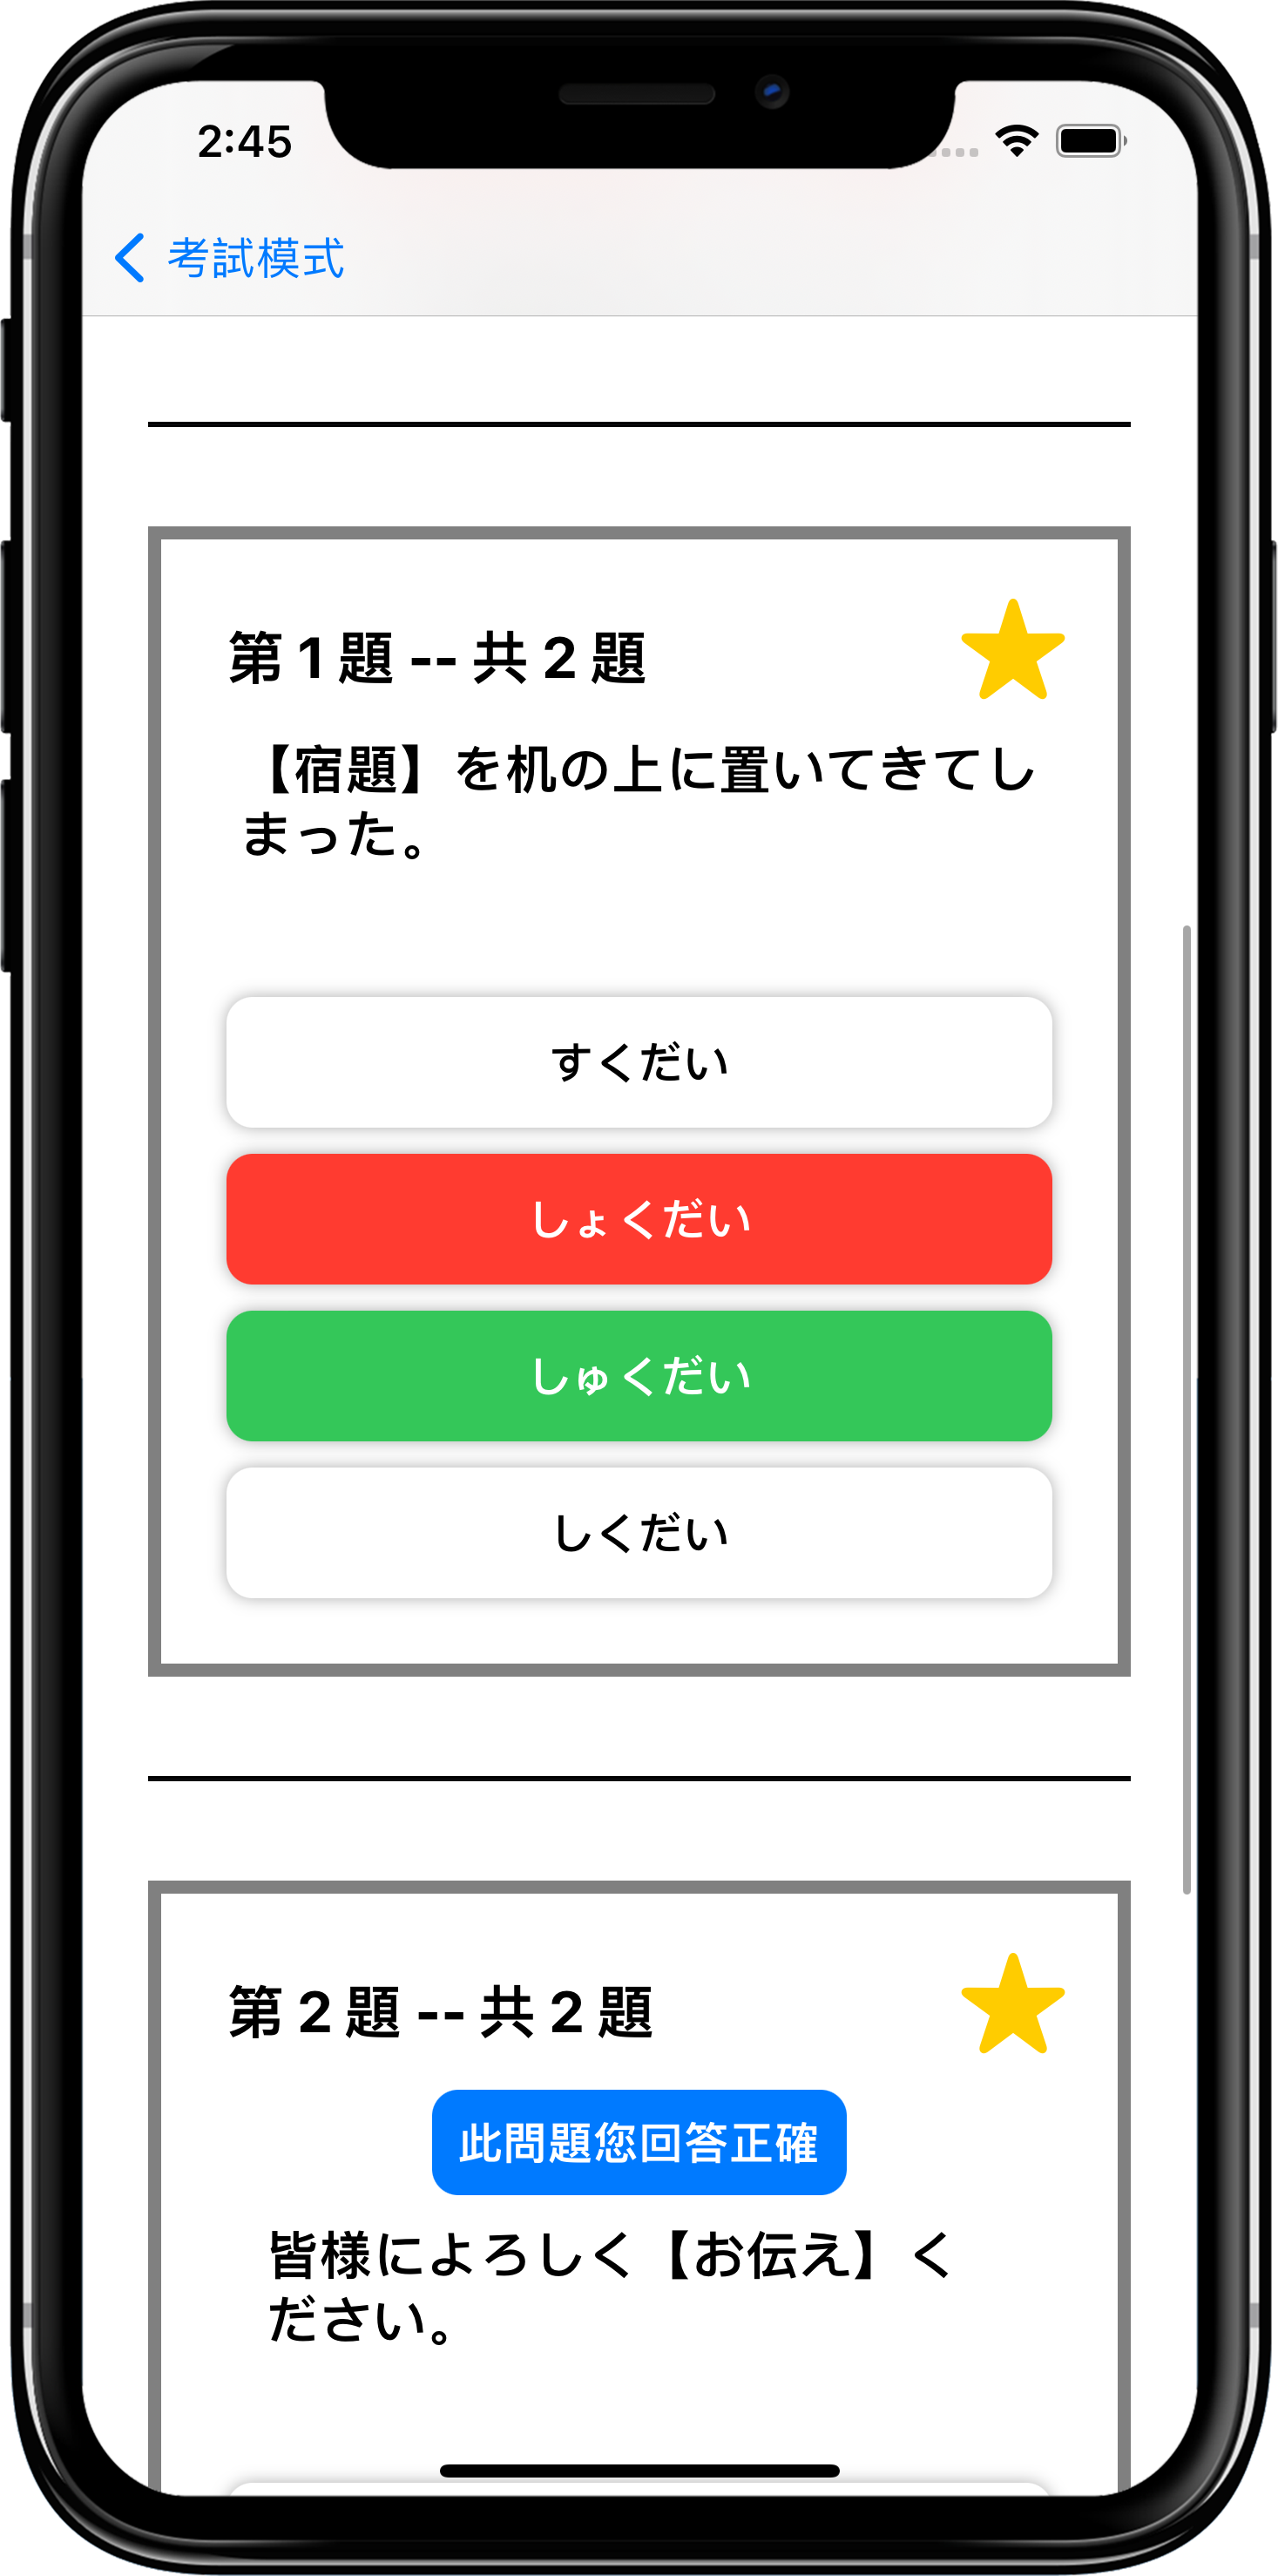 2:45
考試模式
第 1 題 -- 共 2 題
【宿題】を机の上に置いてきてし
まった。
すくだい
しょくだい
しゅくだい
しくだい
第 2 題 -- 共 2 題
此問題您回答正確
皆様によろしく【お伝え】く
ださい。